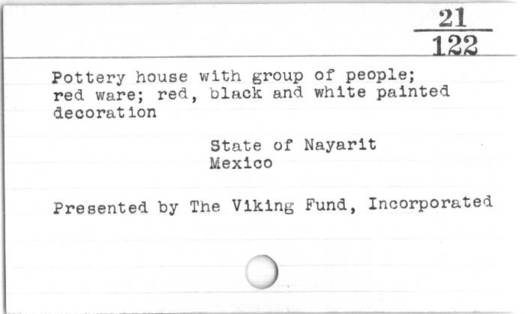 21
122
Pottery house with group of people;
red ware; red, black and white painted
decoration
State of Nayarit
Mexico
Presented by The Viking Fund, Incorporated